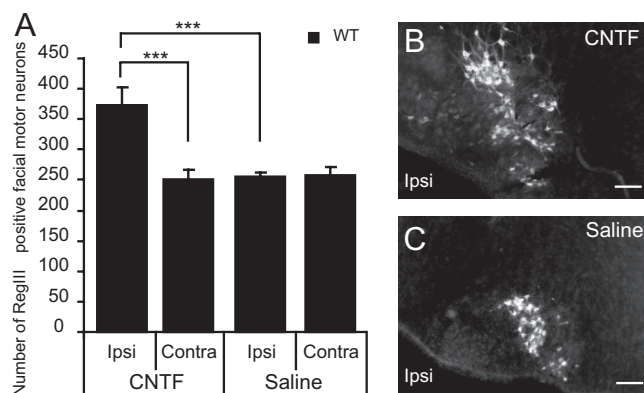 A
Number of RegIII positive facial motor neurons
450
400
350
300
250
200
150
100
50
0
***
***
WT
Ipsi
Contra
Ipsi
Contra
CNTF
Saline
B
CNTF
Ipsi
C
Saline
Ipsi